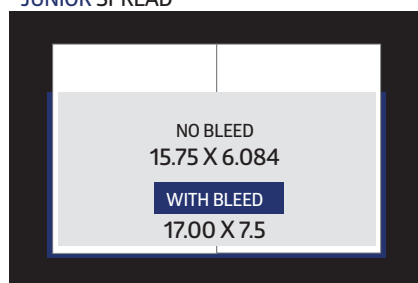 JUNIOR SPREAD
NO BLEED
15.75 X 6.084
WITH BLEED
17.00 X 7.5